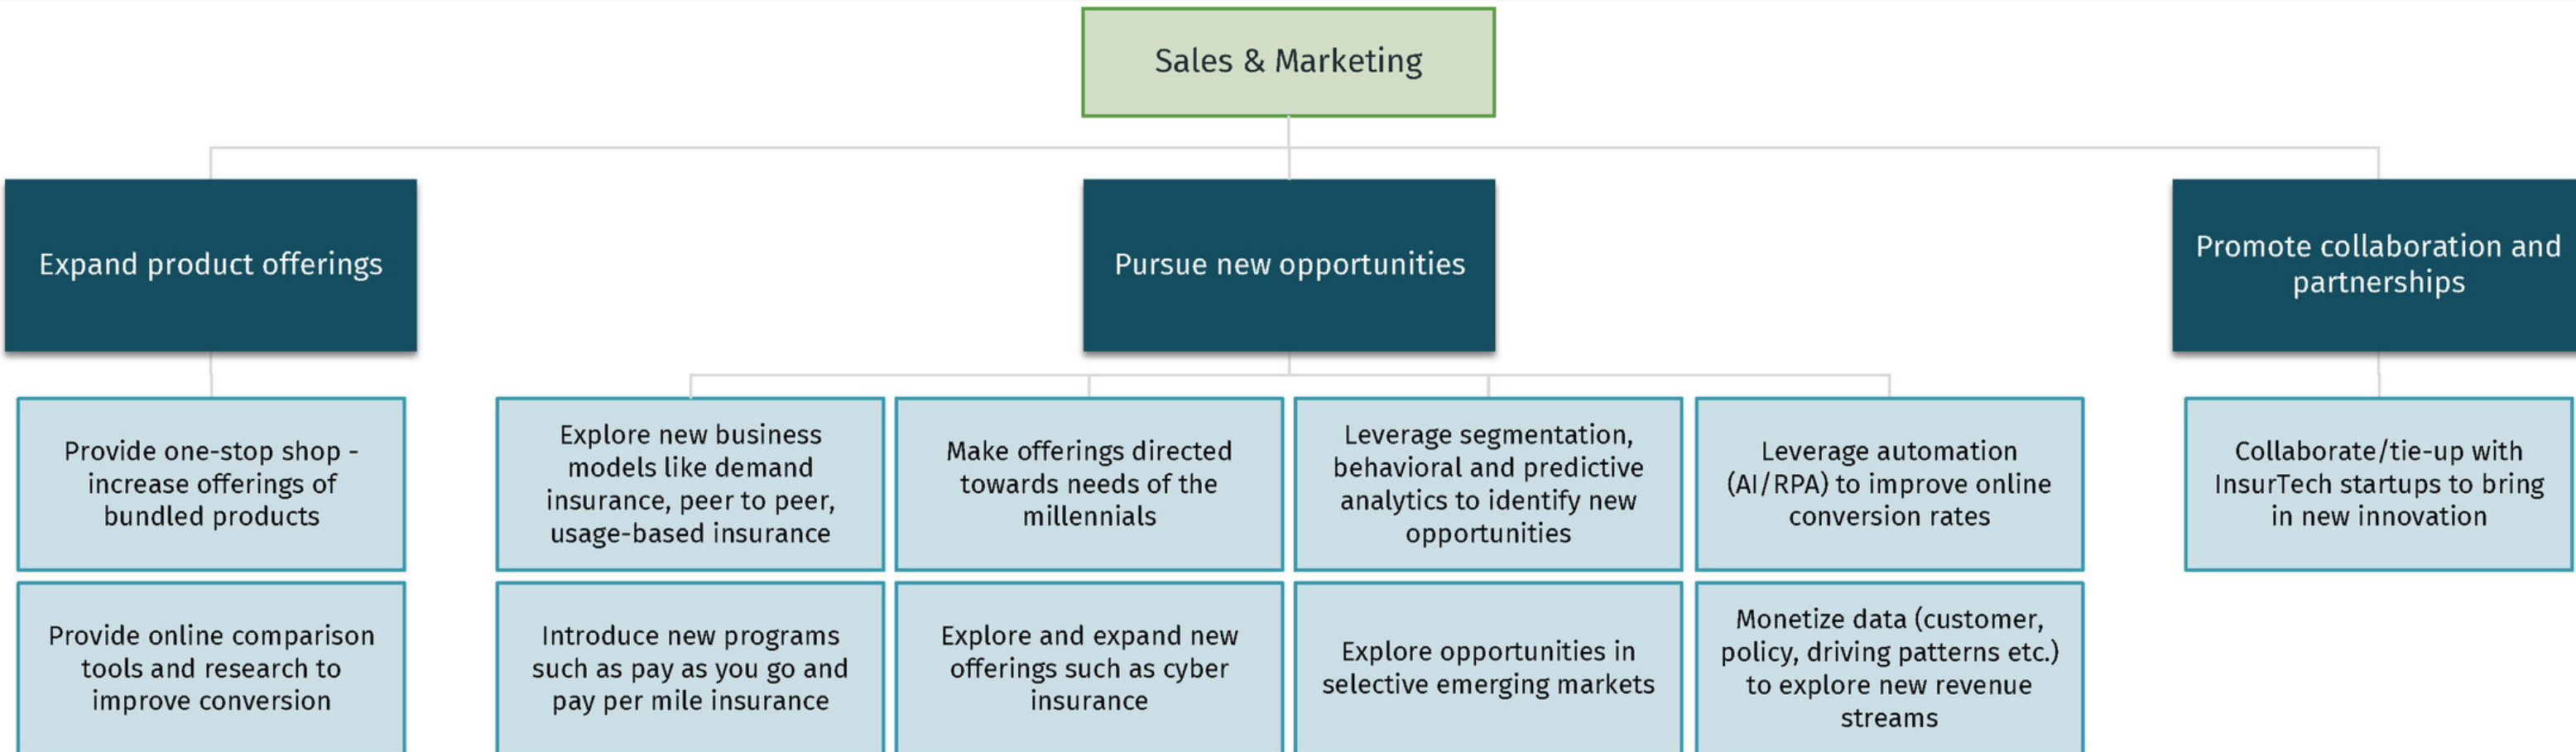 Sales & Marketing
Expand product offerings
Pursue new opportunities
Promote collaboration and
partnerships
Provide one-stop shop -
increase offerings of
bundled products
Explore new business
models like demand
insurance, peer to peer,
usage-based insurance
Make offerings directed
towards needs of the
millennials
Leverage segmentation,
behavioral and predictive
analytics to identify new
opportunities
Leverage automation
(AI/RPA) to improve online
conversion rates
Collaborate/tie-up with
InsurTech startups to bring
in new innovation
Provide online comparison
tools and research to
improve conversion
Introduce new programs
such as pay as you go and
pay per mile insurance
Explore and expand new
offerings such as cyber
insurance
Explore opportunities in
selective emerging markets
Monetize data (customer,
policy, driving patterns etc.)
to explore new revenue
streams